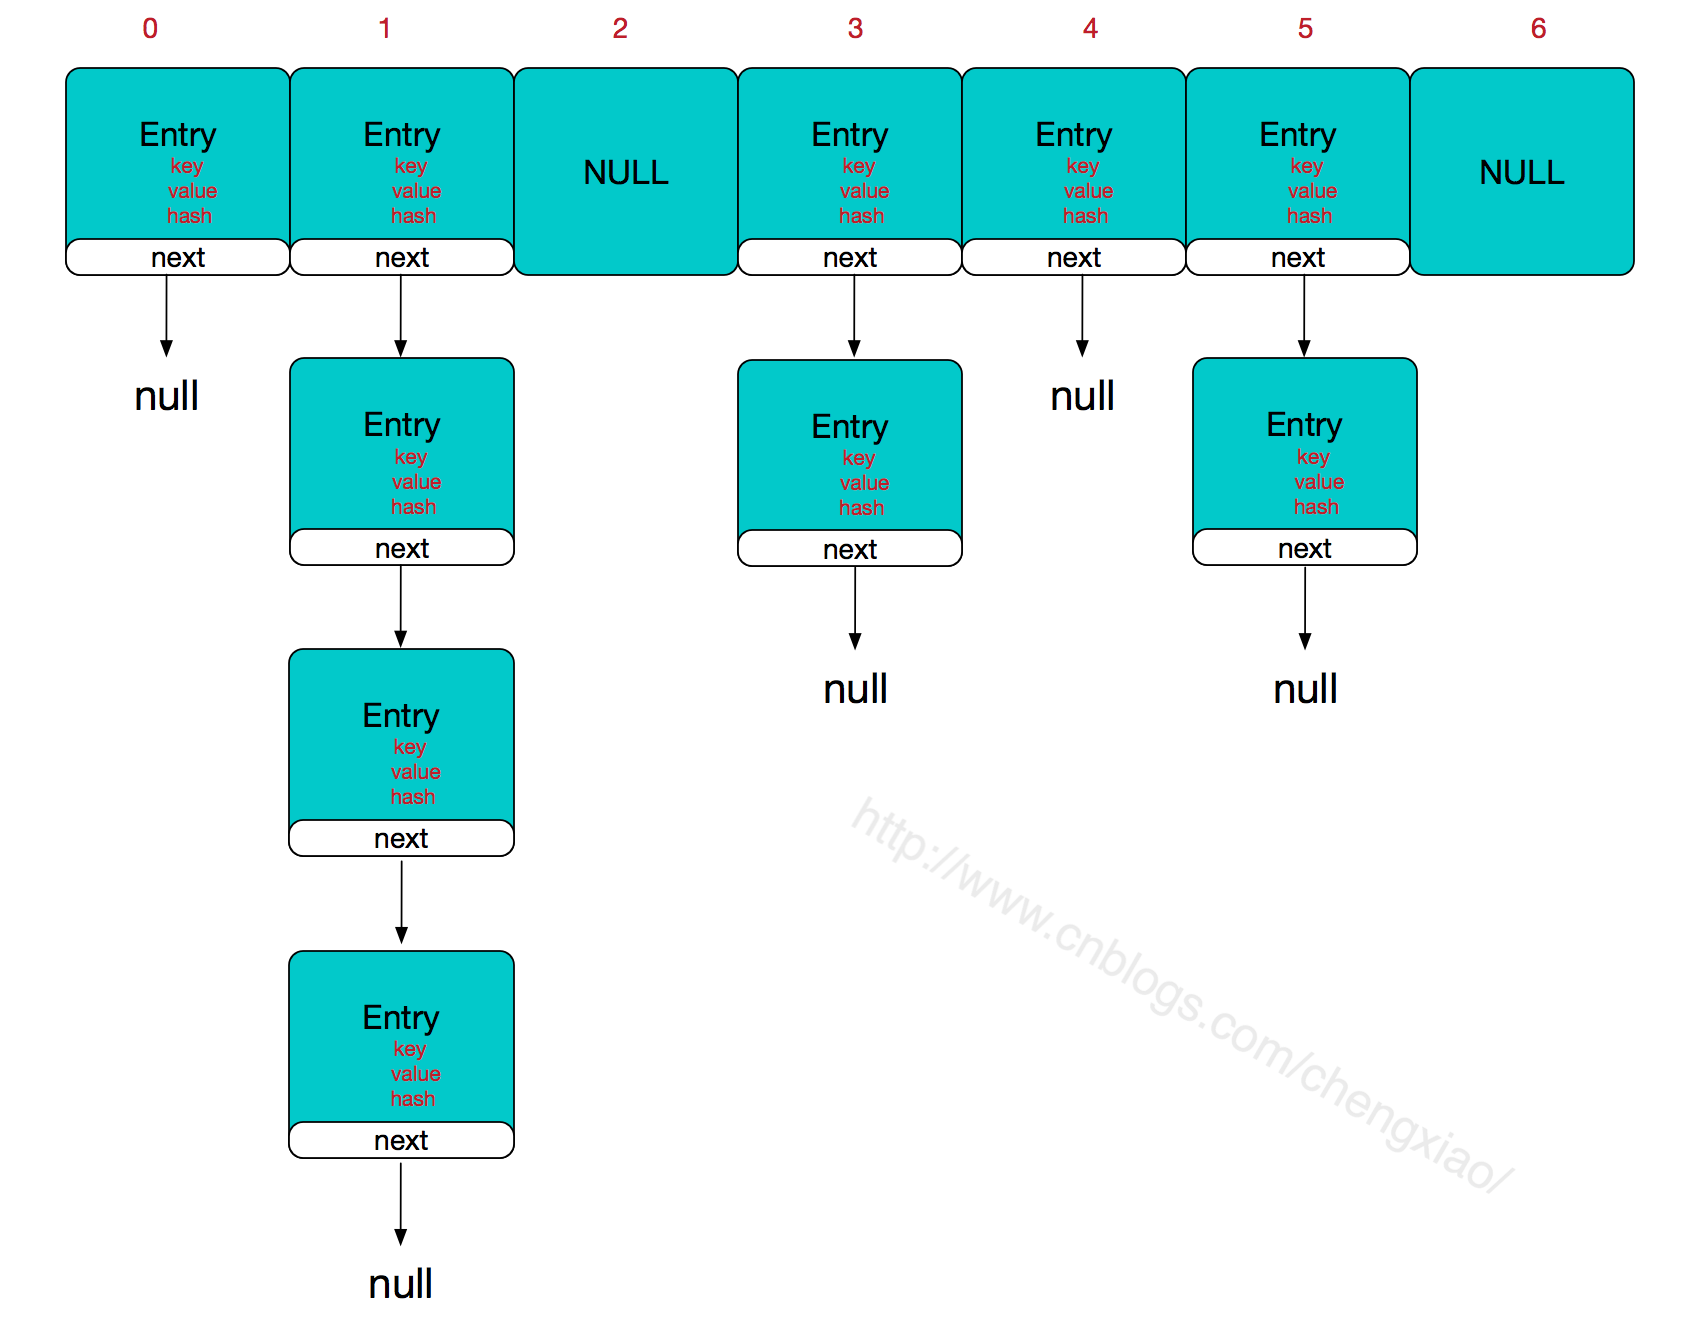 0 1 2 3 4 5 6
Entry Entry NULL Entry Entry Entry NULL
key key key key key
value value value value value
hash hash hash hash hash
next next next next next
null null
Entry Entry Entry
key key key
value value value
hash hash hash
next next next
null null
Entry
key
value
hash
next
http://www.cnblogs.com/chengxiao/
Entry
key
value
hash
next
null